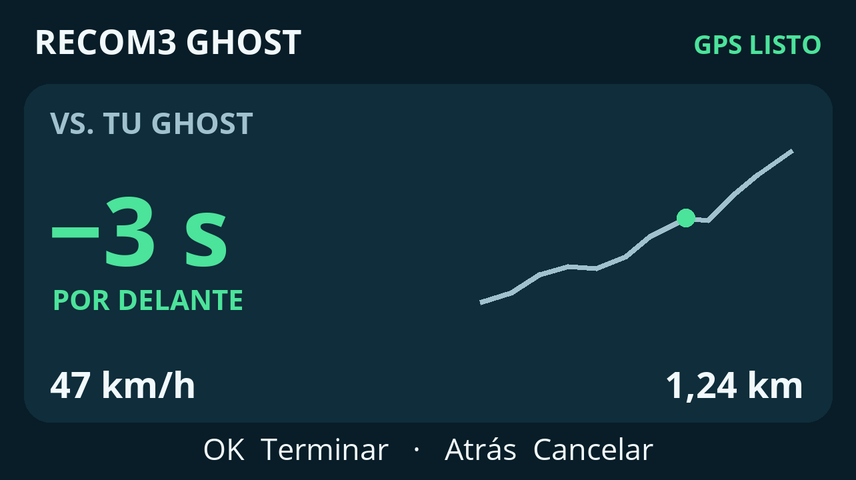 RECOM3 GHOST
GPS LISTO
VS. TU GHOST
−3 s
POR DELANTE
47 km/h
1,24 km
OK Terminar · Atrás Cancelar